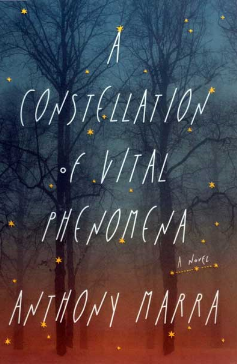 A
CONSTELLATION
OF VITAL
PHENOMENA
A NOVEL
ANTHONY MARRA